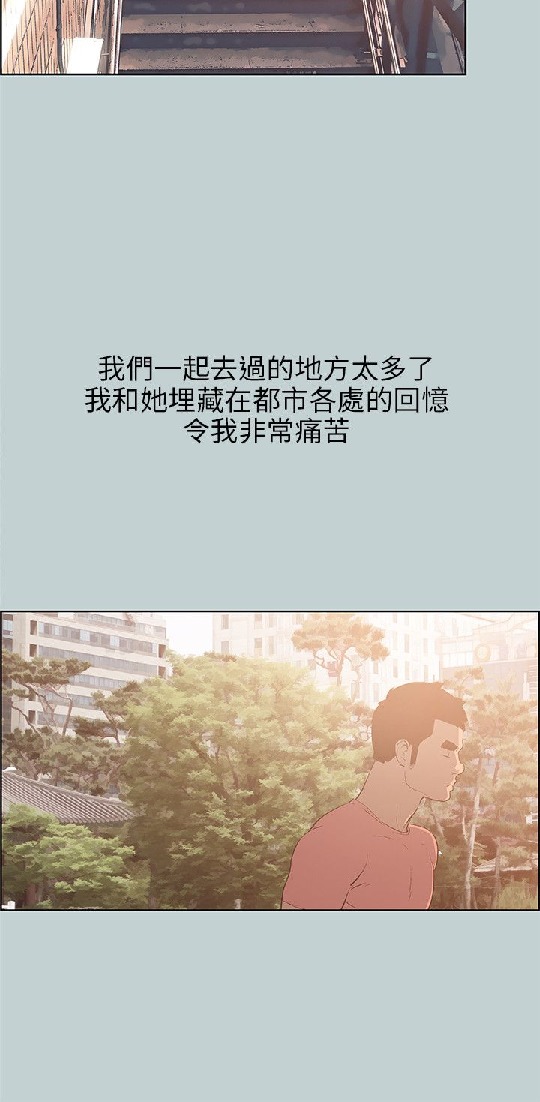 我們一起去過的地方太多了
我和她埋藏在都市各處的回憶
令我非常痛苦